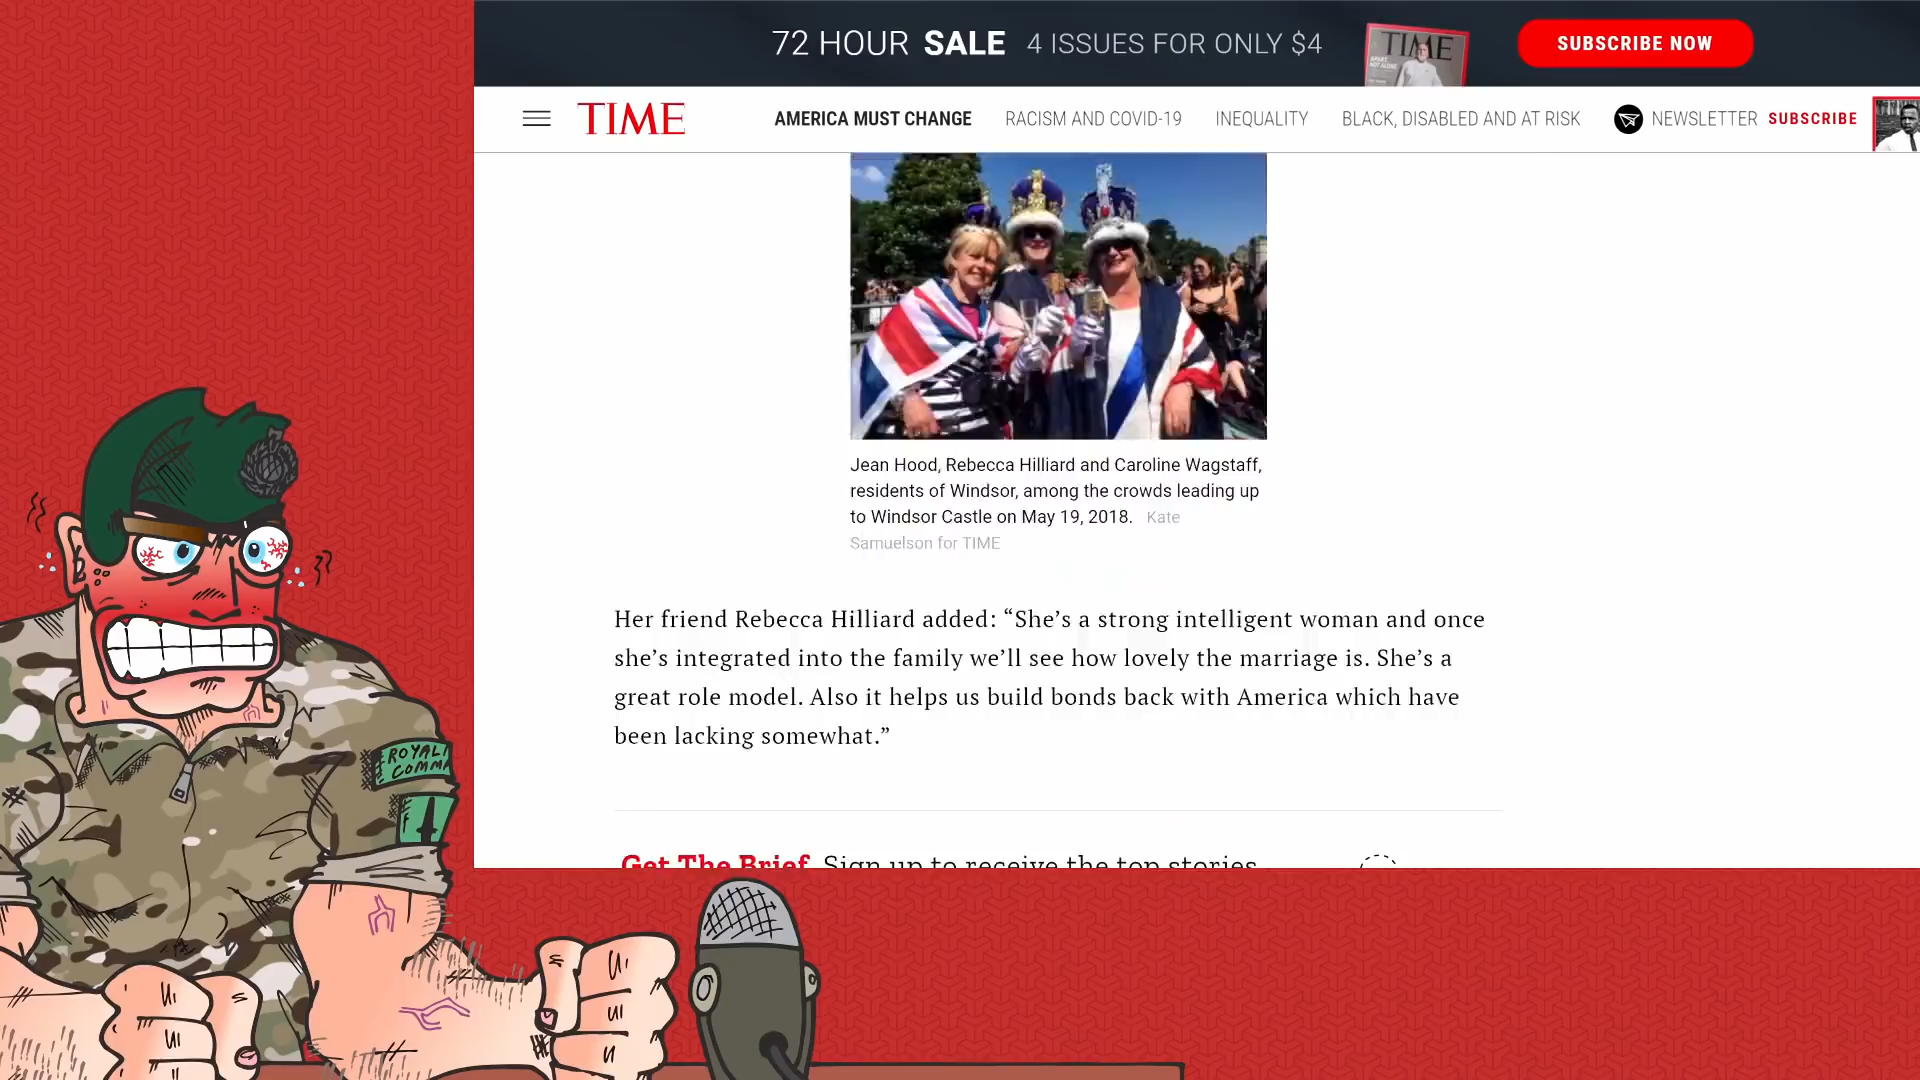 72 HOUR SALE 4 ISSUES FOR ONLY $4
TIME
SUBSCRIBE NOW
TIME
AMERICA MUST CHANGE
RACISM AND COVID-19
INEQUALITY
BLACK, DISABLED AND AT RISK
NEWSLETTER
SUBSCRIBE
Jean Hood, Rebecca Hilliard and Caroline Wagstaff,
residents of Windsor, among the crowds leading up
to Windsor Castle on May 19, 2018. Kate
Samuelson for TIME
Her friend Rebecca Hilliard added: “She’s a strong intelligent woman and once
she’s integrated into the family we’ll see how lovely the marriage is. She’s a
great role model. Also it helps us build bonds back with America which have
been lacking somewhat.”
Get The Brief. Sign up to receive the top stories
ROYAL
COMMA